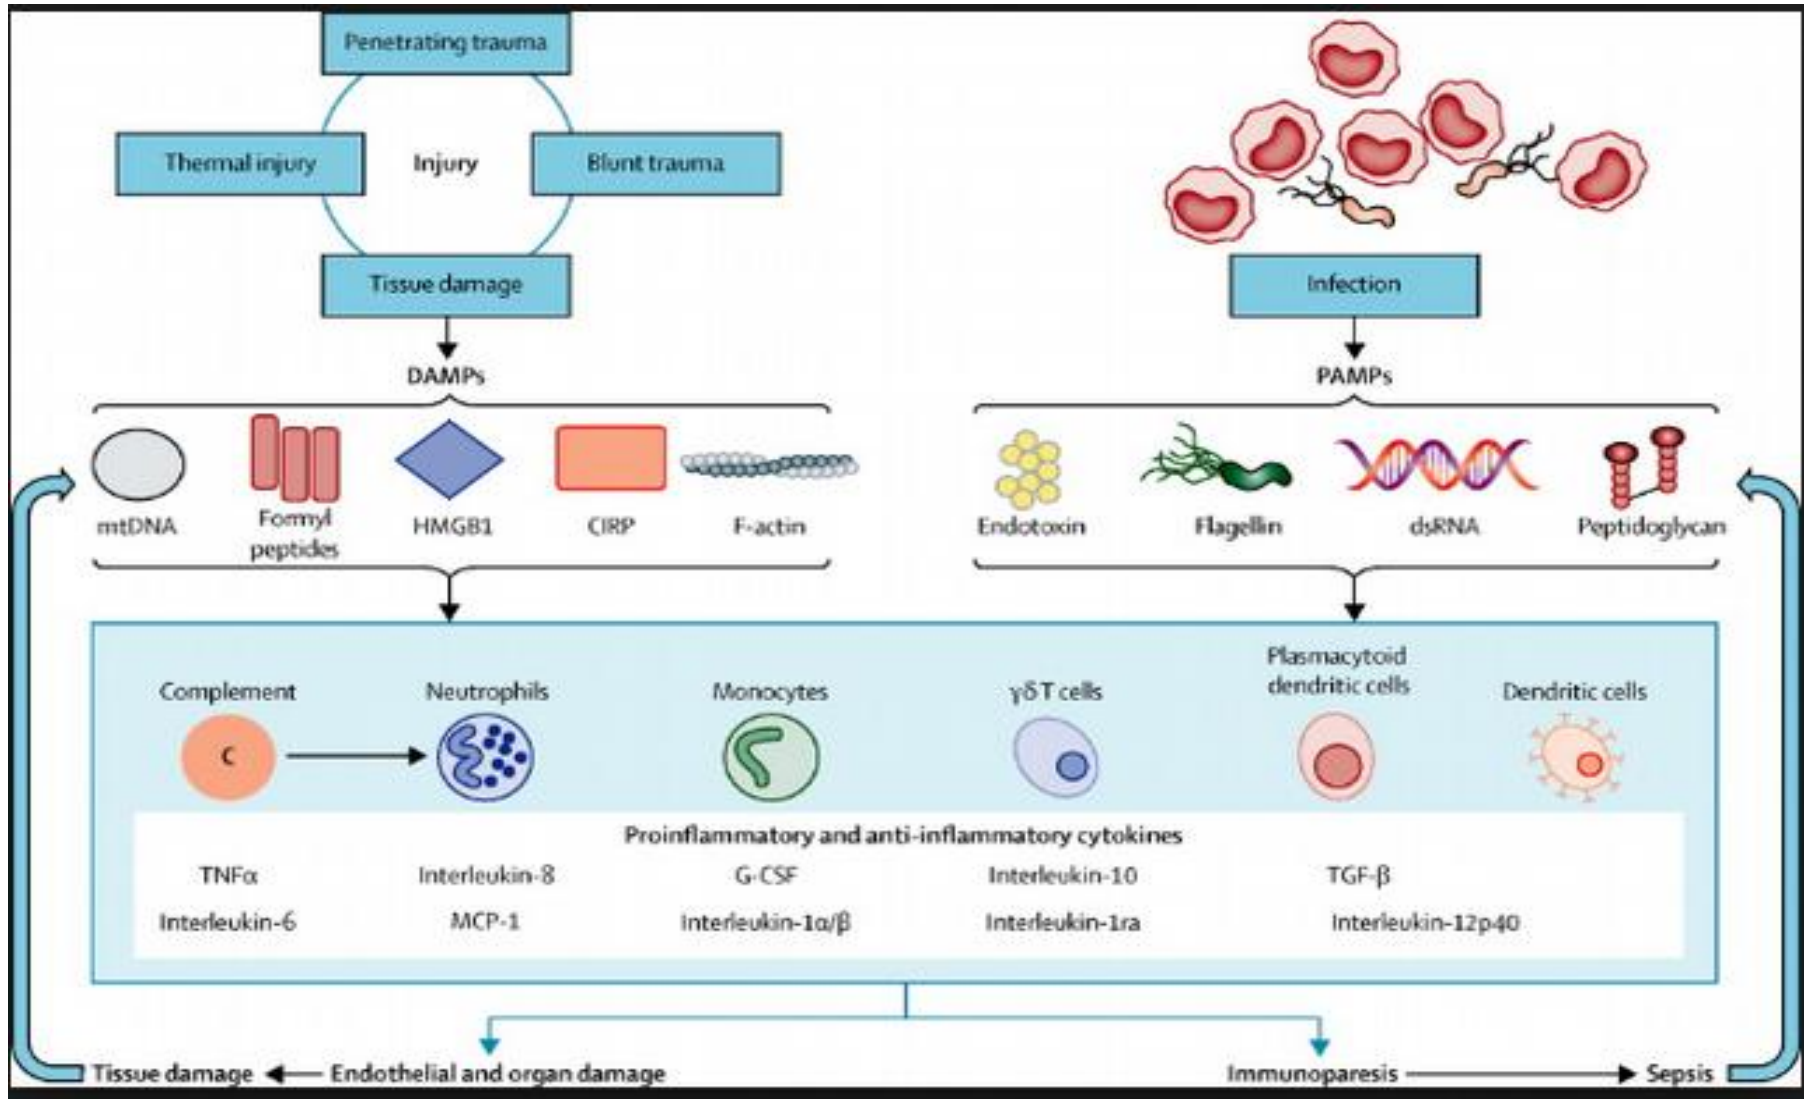 Penetrating trauma
Thermal injury
Injury
Blunt trauma
Tissue damage
Infection
DAMPs
PAMPs
mtDNA
Formyl
peptides
HMGB1
CIRP
F-actin
Endotoxin
Flagellin
dsRNA
Peptidoglycan
Complement
Neutrophils
Monocytes
γδ T cells
Plasmacytoid
dendritic cells
Dendritic cells
C
Proinflammatory and anti-inflammatory cytokines
TNFα
Interleukin-8
G-CSF
Interleukin-10
TGF-β
Interleukin-6
MCP-1
Interleukin-1α/β
Interleukin-1ra
Interleukin-12p40
Tissue damage
Endothelial and organ damage
Immunoparesis
Sepsis